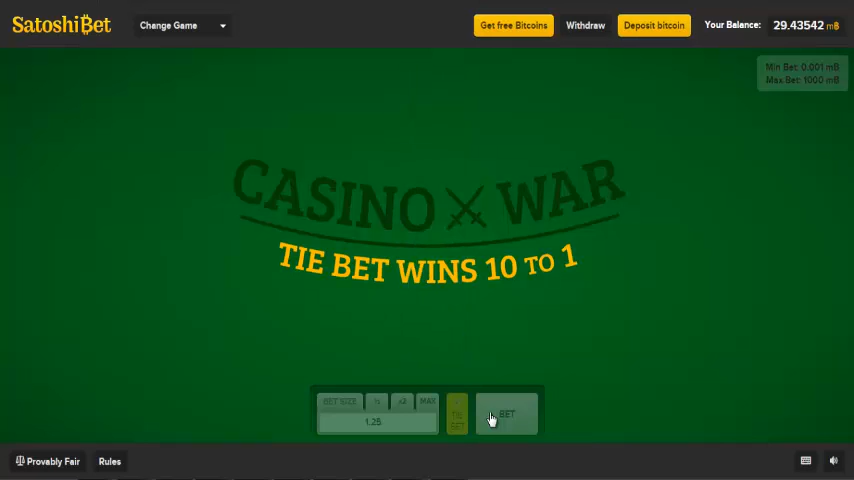 SatoshiBet
Change Game
Get free Bitcoins
Withdraw
Deposit bitcoin
Your Balance:
29.43542 mB
Min Bet: 0.001 mB
Max Bet: 1000 mB
CASINO WAR
TIE BET WINS 10 TO 1
BET SIZE
½
x2
MAX
1.25
+
TIE
BET
BET
Provably Fair
Rules